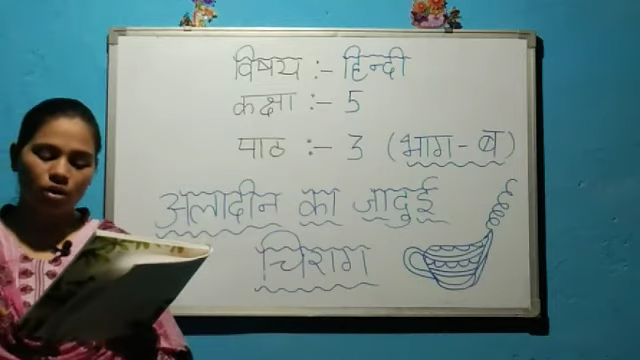 विषय :- हिन्दी
कक्षा :- 5
पाठ :- 3 (भाग - ब)
अलादीन का जादुई
चिराग